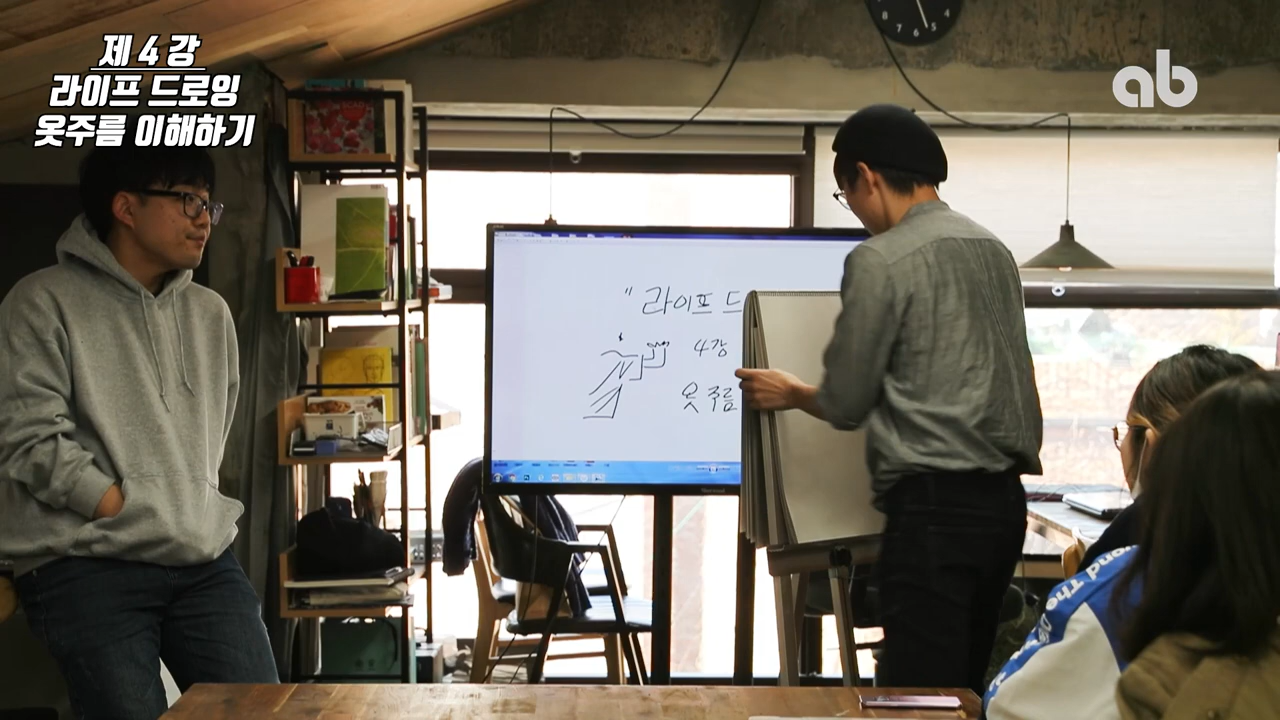 제 4 강
라이프 드로잉
옷주름 이해하기
ab
" 라이프 드
4강
옷 주름